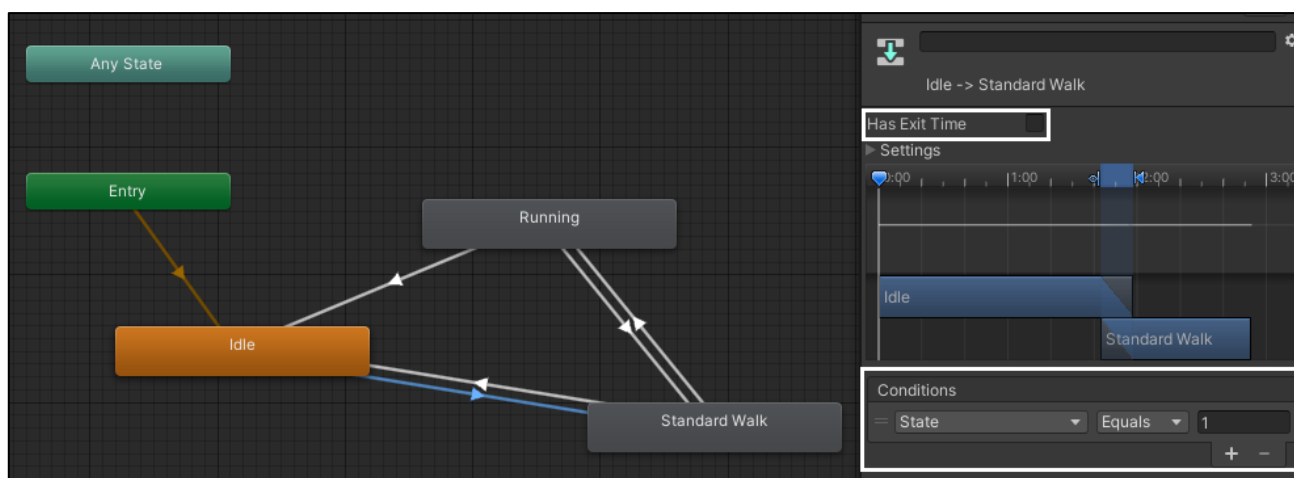 Any State
Entry
Running
Idle
Standard Walk
Idle -> Standard Walk
Has Exit Time
Settings
0:00 1:00 2:00 3:00
Idle
Standard Walk
Conditions
State Equals 1
+ -